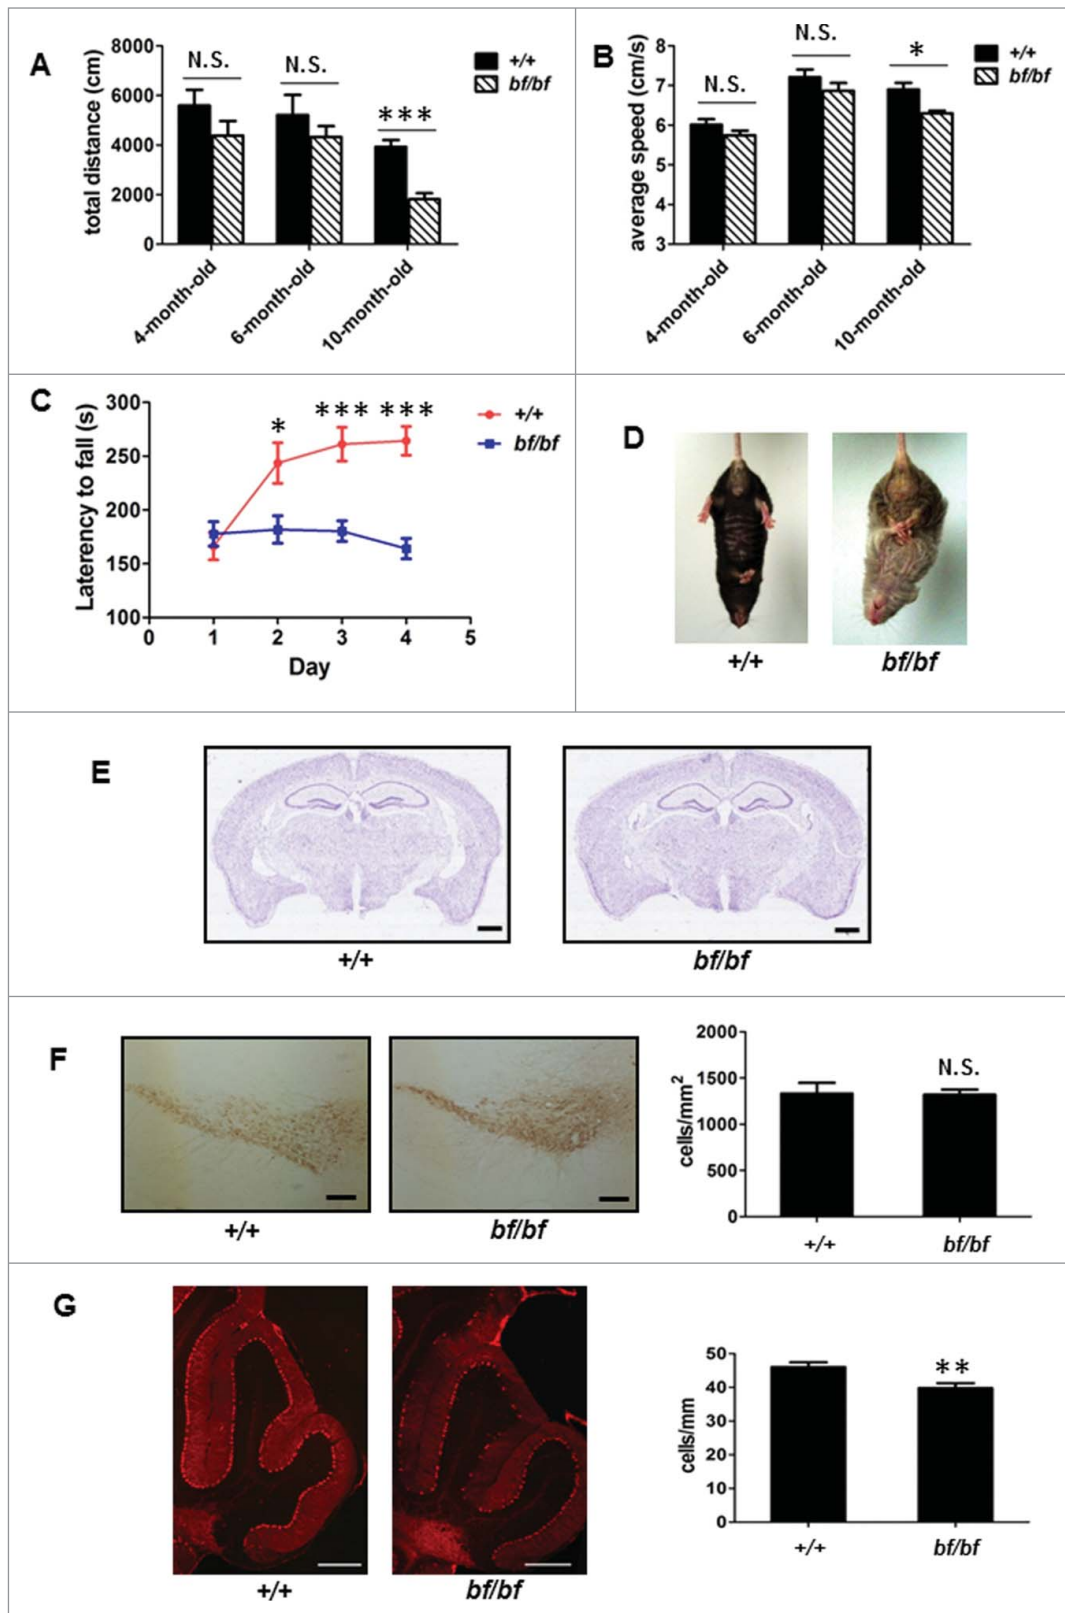 A
total distance (cm)
8000
6000
4000
2000
0
N.S.
N.S.
***
+/+
bf/bf
4-month-old
6-month-old
10-month-old
B
average speed (cm/s)
8
7
6
5
4
3
N.S.
N.S.
*
+/+
bf/bf
4-month-old
6-month-old
10-month-old
C
Laterency to fall (s)
300
250
200
150
100
* *** ***
+/+
bf/bf
0 1 2 3 4 5
Day
D
+/+ bf/bf
E
+/+ bf/bf
F
+/+ bf/bf
cells/mm²
2000
1500
1000
500
0
N.S.
+/+ bf/bf
G
+/+ bf/bf
cells/mm
50
40
30
20
10
0
**
+/+ bf/bf